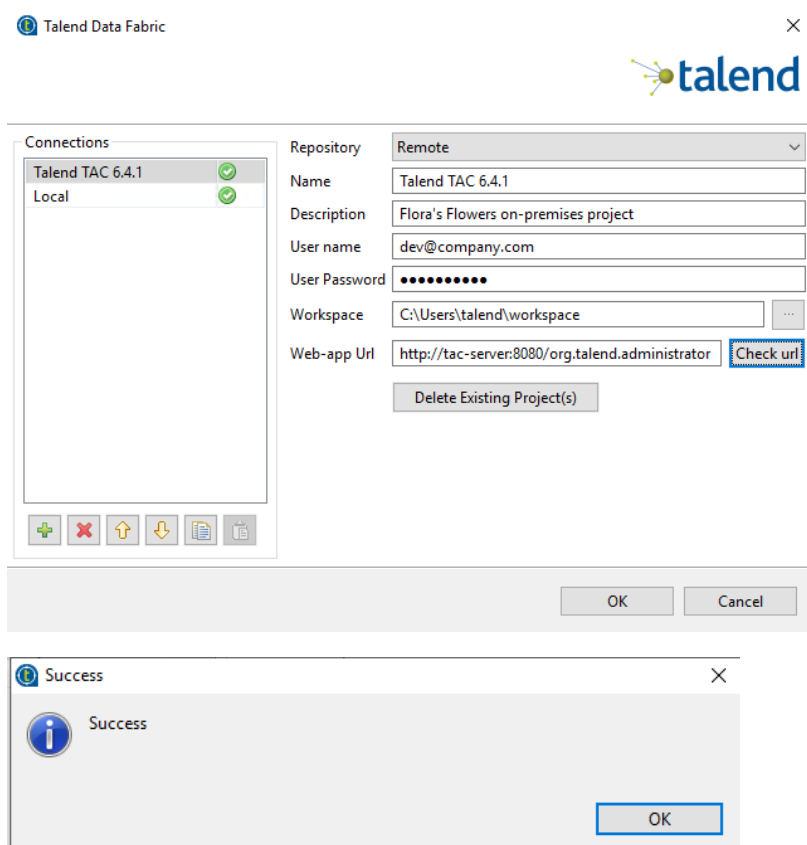 Talend Data Fabric
talend
Connections
Talend TAC 6.4.1
Local
Repository Remote
Name Talend TAC 6.4.1
Description Flora's Flowers on-premises project
User name dev@company.com
User Password ●●●●●●●●●●
Workspace C:\Users\talend\workspace ...
Web-app Url http://tac-server:8080/org.talend.administrator Check url
Delete Existing Project(s)
OK Cancel
Success
Success
OK